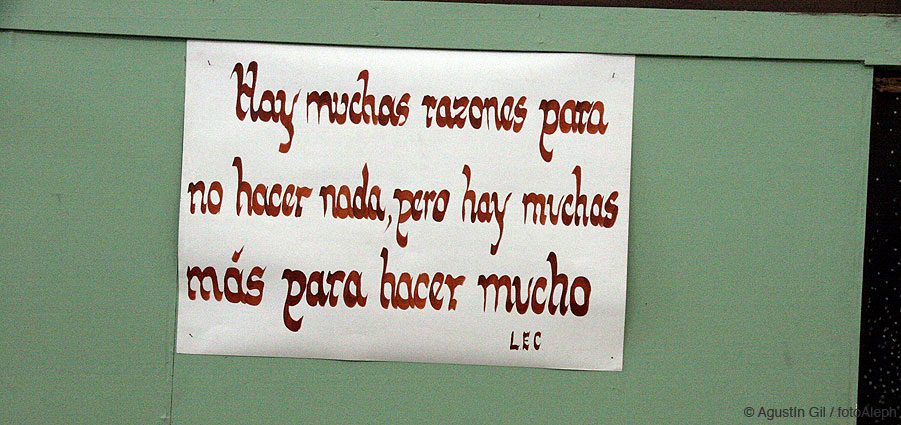 Hay muchas razones para
no hacer nada, pero hay muchas
más para hacer mucho
LEC
© Agustín Gil / fotoAleph